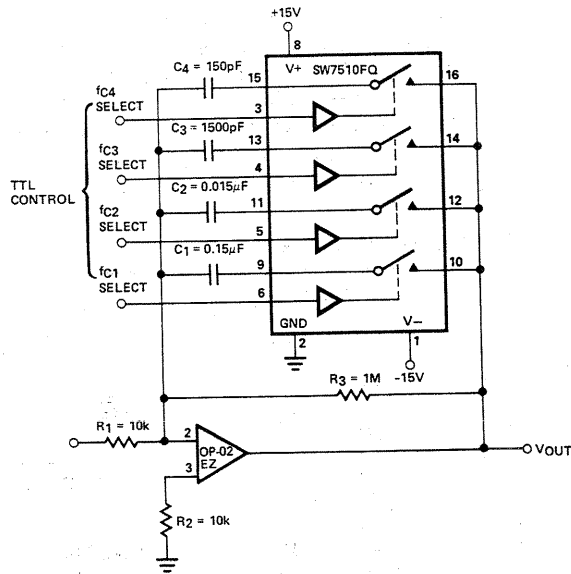 +15V
8
V+
SW7510FQ
C4 = 150pF
15
16
fC4
SELECT
3
C3 = 1500pF
13
14
fC3
SELECT
4
TTL
CONTROL
C2 = 0.015μF
11
12
fC2
SELECT
5
C1 = 0.15μF
9
10
fC1
SELECT
6
GND
2
V−
1
-15V
R3 = 1M
R1 = 10k
2
OP-02
EZ
3
VOUT
R2 = 10k